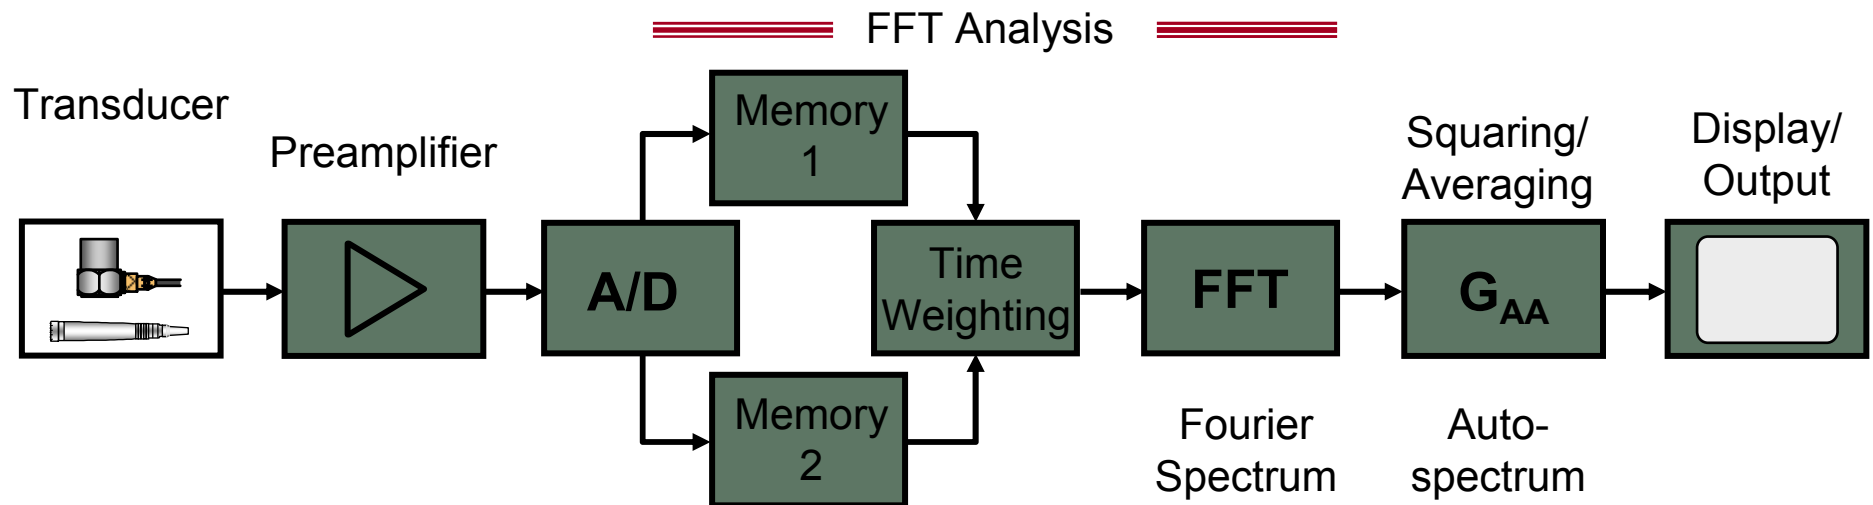 FFT Analysis
Transducer
Preamplifier
A/D
Memory
1
Memory
2
Time
Weighting
FFT
Fourier
Spectrum
Squaring/
Averaging
GAA
Auto-
spectrum
Display/
Output